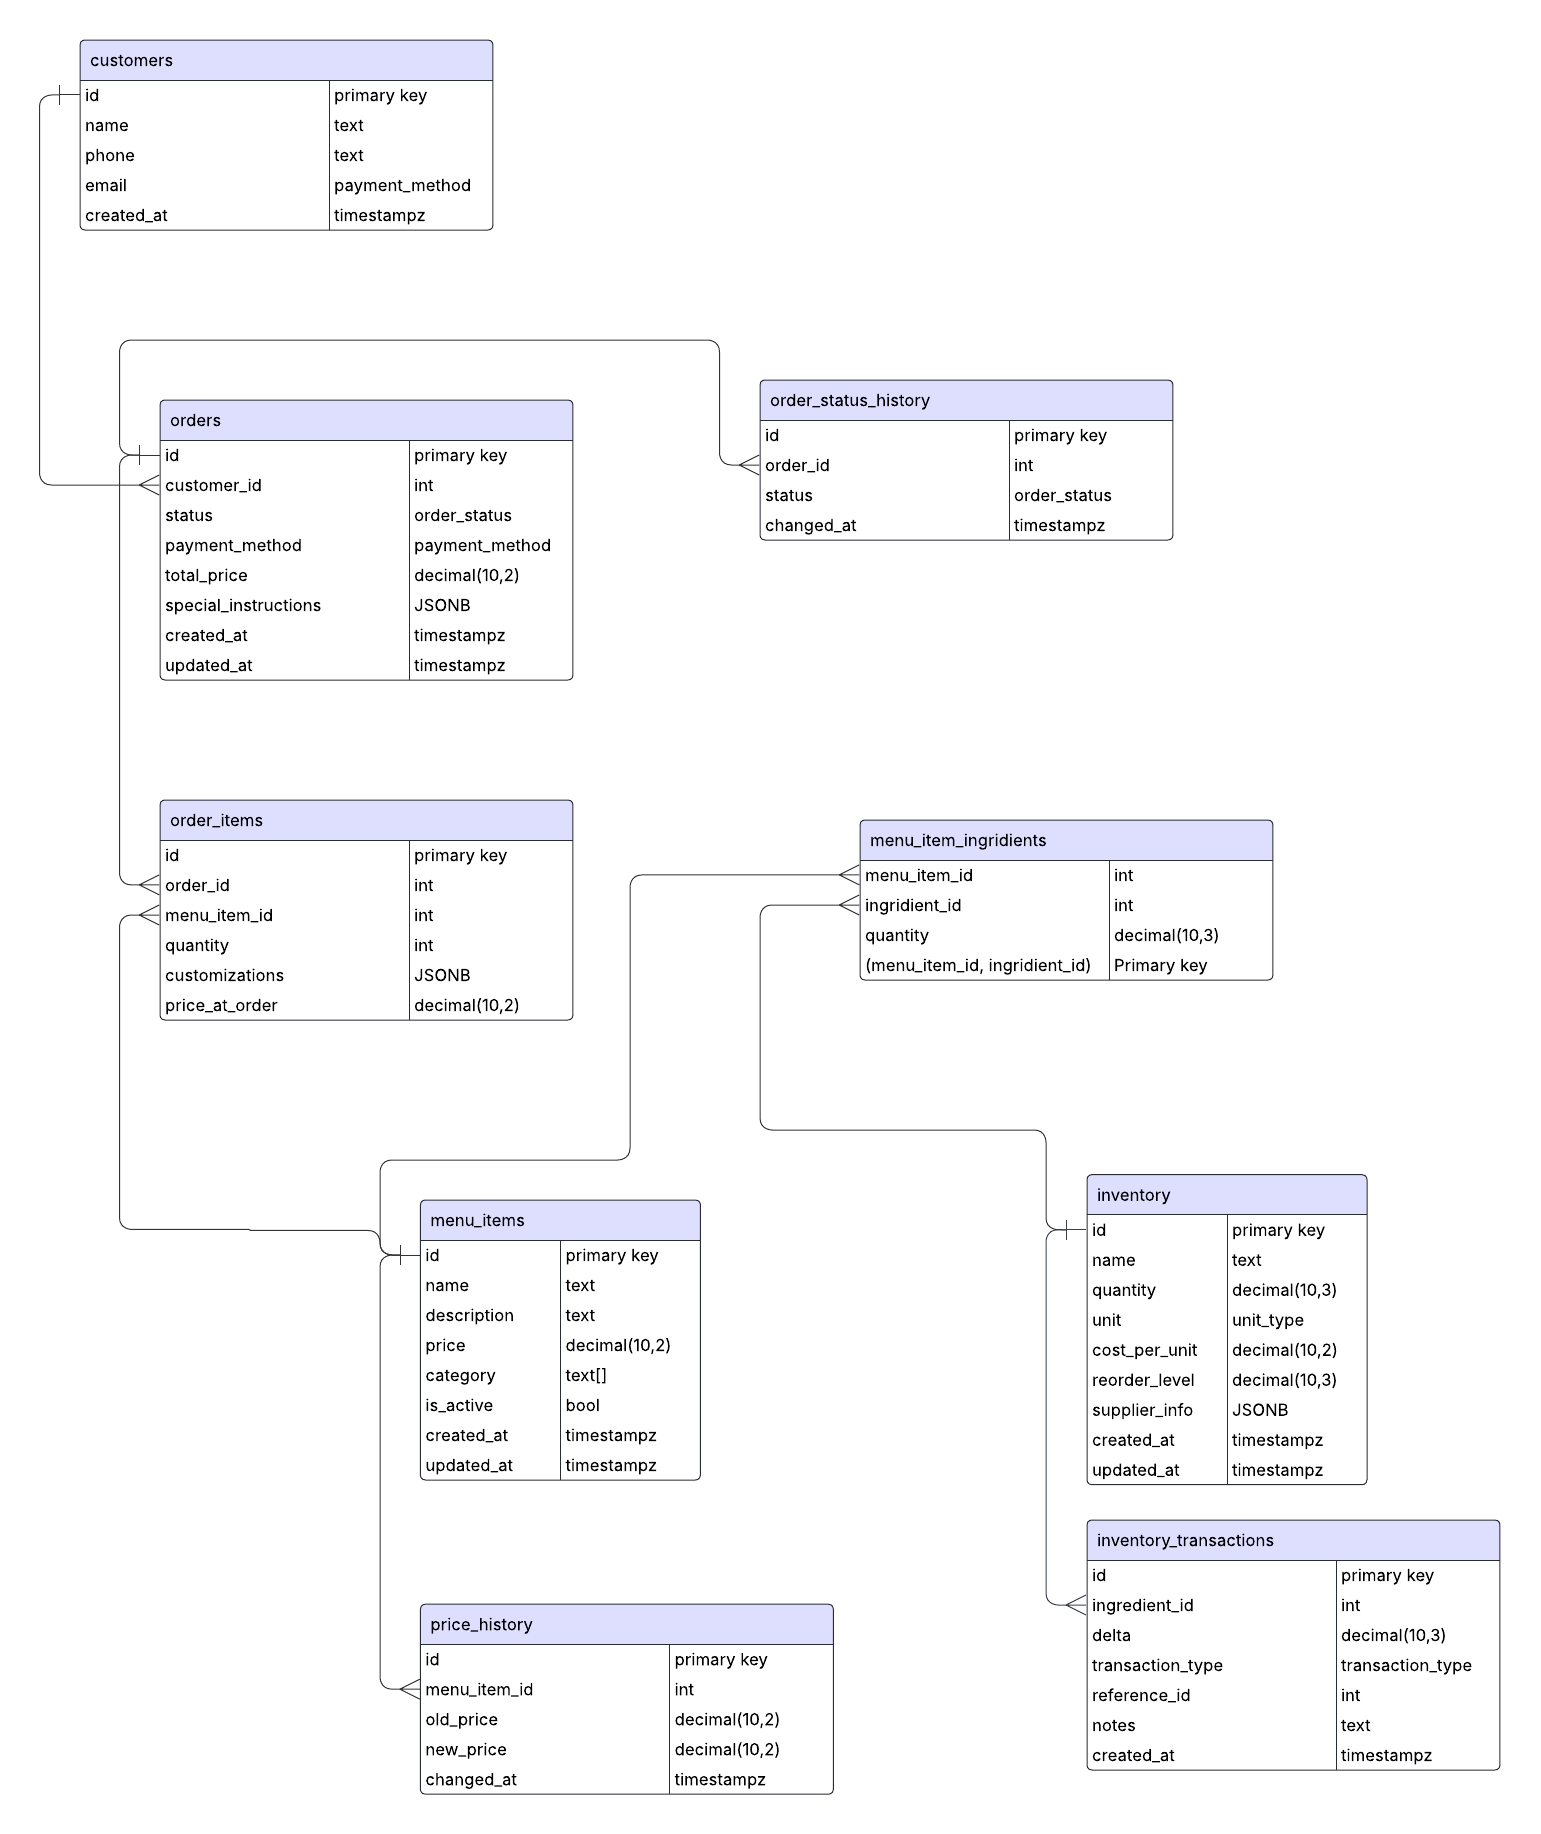 customers
id primary key
name text
phone text
email payment_method
created_at timestampz
orders
id primary key
customer_id int
status order_status
payment_method payment_method
total_price decimal(10,2)
special_instructions JSONB
created_at timestampz
updated_at timestampz
order_status_history
id primary key
order_id int
status order_status
changed_at timestampz
order_items
id primary key
order_id int
menu_item_id int
quantity int
customizations JSONB
price_at_order decimal(10,2)
menu_item_ingridients
menu_item_id int
ingridient_id int
quantity decimal(10,3)
(menu_item_id, ingridient_id) Primary key
menu_items
id primary key
name text
description text
price decimal(10,2)
category text[]
is_active bool
created_at timestampz
updated_at timestampz
inventory
id primary key
name text
quantity decimal(10,3)
unit unit_type
cost_per_unit decimal(10,2)
reorder_level decimal(10,3)
supplier_info JSONB
created_at timestampz
updated_at timestampz
inventory_transactions
id primary key
ingredient_id int
delta decimal(10,3)
transaction_type transaction_type
reference_id int
notes text
created_at timestampz
price_history
id primary key
menu_item_id int
old_price decimal(10,2)
new_price decimal(10,2)
changed_at timestampz